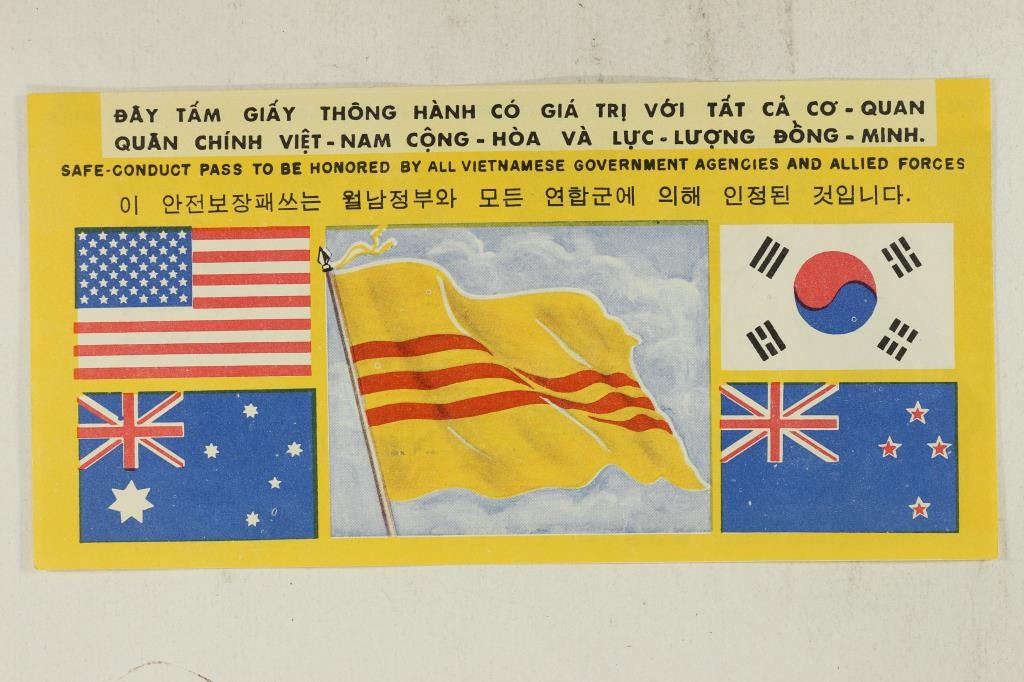 ĐÂY TẤM GIẤY THÔNG HÀNH CÓ GIÁ TRỊ VỚI TẤT CẢ CƠ - QUAN
QUÂN CHÍNH VIỆT - NAM CỘNG - HÒA VÀ LỰC - LƯỢNG ĐỒNG - MINH.
SAFE-CONDUCT PASS TO BE HONORED BY ALL VIETNAMESE GOVERNMENT AGENCIES AND ALLIED FORCES
이 안전보장패쓰는 월남정부와 모든 연합군에 의해 인정된 것입니다.